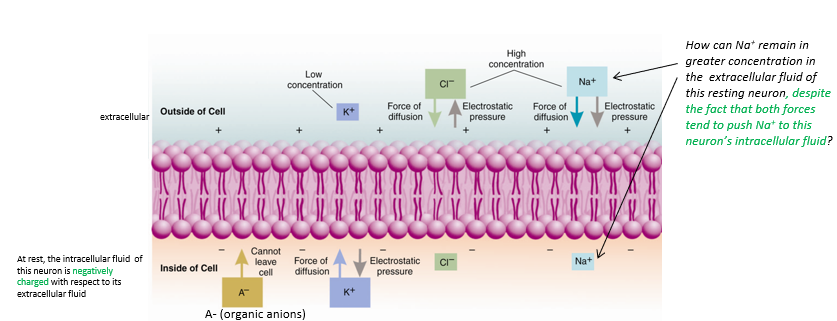 How can Na+ remain in
greater concentration in
the extracellular fluid of
this resting neuron, despite
the fact that both forces
tend to push Na+ to this
neuron's intracellular fluid?
High
concentration
Low
concentration
Cl−
Na+
K+
extracellular
Outside of Cell
Force of
diffusion
Electrostatic
pressure
Force of
diffusion
Electrostatic
pressure
+ + + + + +
− − − − − −
At rest, the intracellular fluid of
this neuron is negatively
charged with respect to its
extracellular fluid
Inside of Cell
Cannot
leave
cell
Force of
diffusion
Electrostatic
pressure
Cl−
Na+
A−
K+
A- (organic anions)